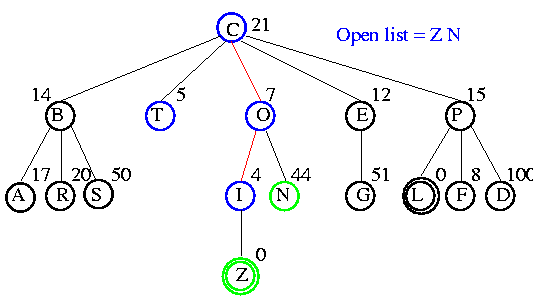 C 21
Open list = Z N
14 5 7 12 15
B T O E P
17 20 50 4 44 51 0 8 100
A R S I N G L F D
0
Z